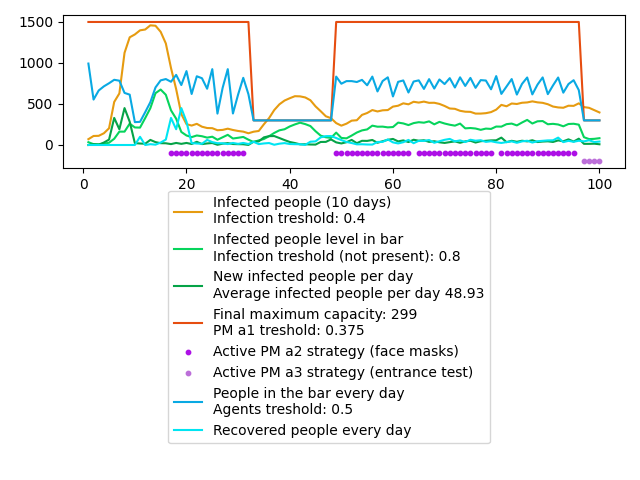 1500
1000
500
0
0
20
40
60
80
100
Infected people (10 days)
Infection treshold: 0.4
Infected people level in bar
Infection treshold (not present): 0.8
New infected people per day
Average infected people per day 48.93
Final maximum capacity: 299
PM a1 treshold: 0.375
Active PM a2 strategy (face masks)
Active PM a3 strategy (entrance test)
People in the bar every day
Agents treshold: 0.5
Recovered people every day